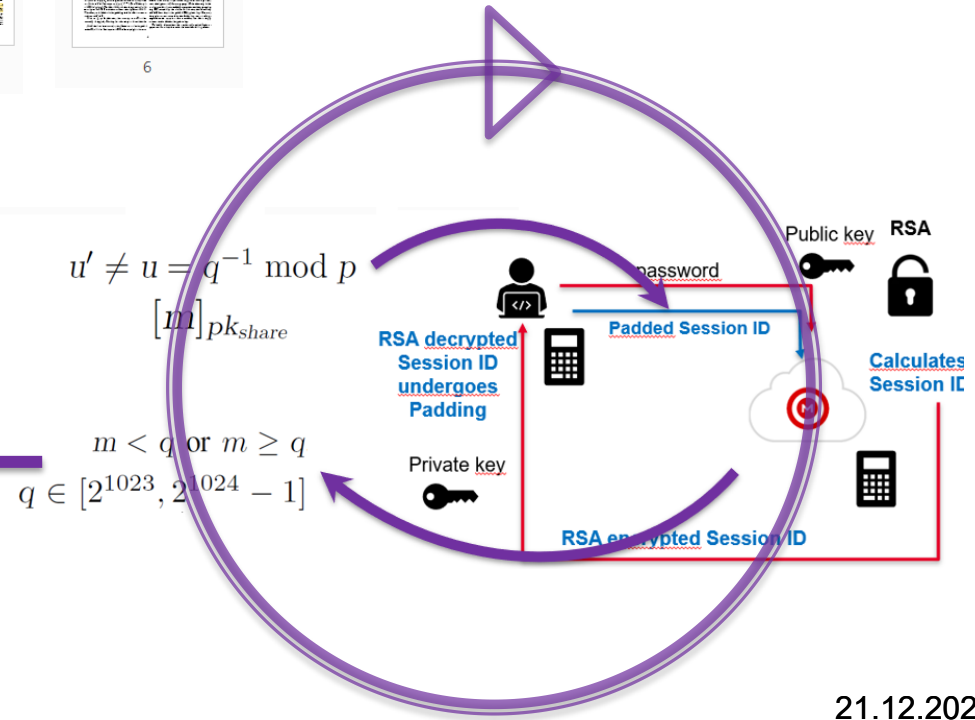 6
u' ≠ u = q⁻¹ mod p
[m]pk_share
m < q or m ≥ q
q ∈ [2¹⁰²³, 2¹⁰²⁴ − 1]
Public key
RSA
password
Padded Session ID
RSA decrypted
Session ID
undergoes
Padding
</>
Calculates
Session ID
M
Private key
RSA encrypted Session ID
21.12.202